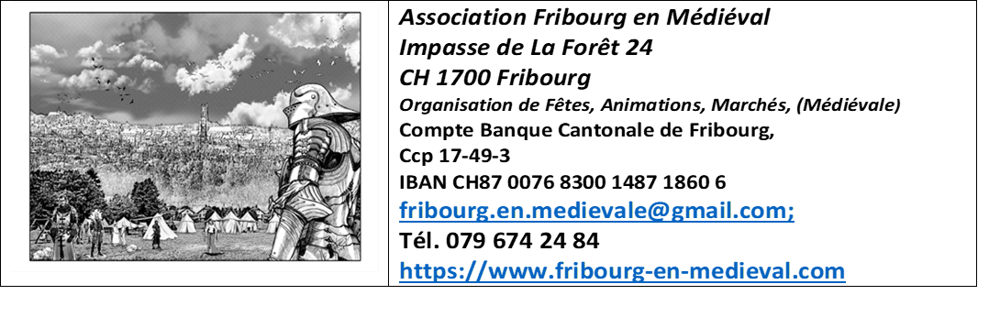 Association Fribourg en Médiéval
Impasse de La Forêt 24
CH 1700 Fribourg
Organisation de Fêtes, Animations, Marchés, (Médiévale)
Compte Banque Cantonale de Fribourg,
Ccp 17-49-3
IBAN CH87 0076 8300 1487 1860 6
fribourg.en.medievale@gmail.com;
Tél. 079 674 24 84
https://www.fribourg-en-medieval.com